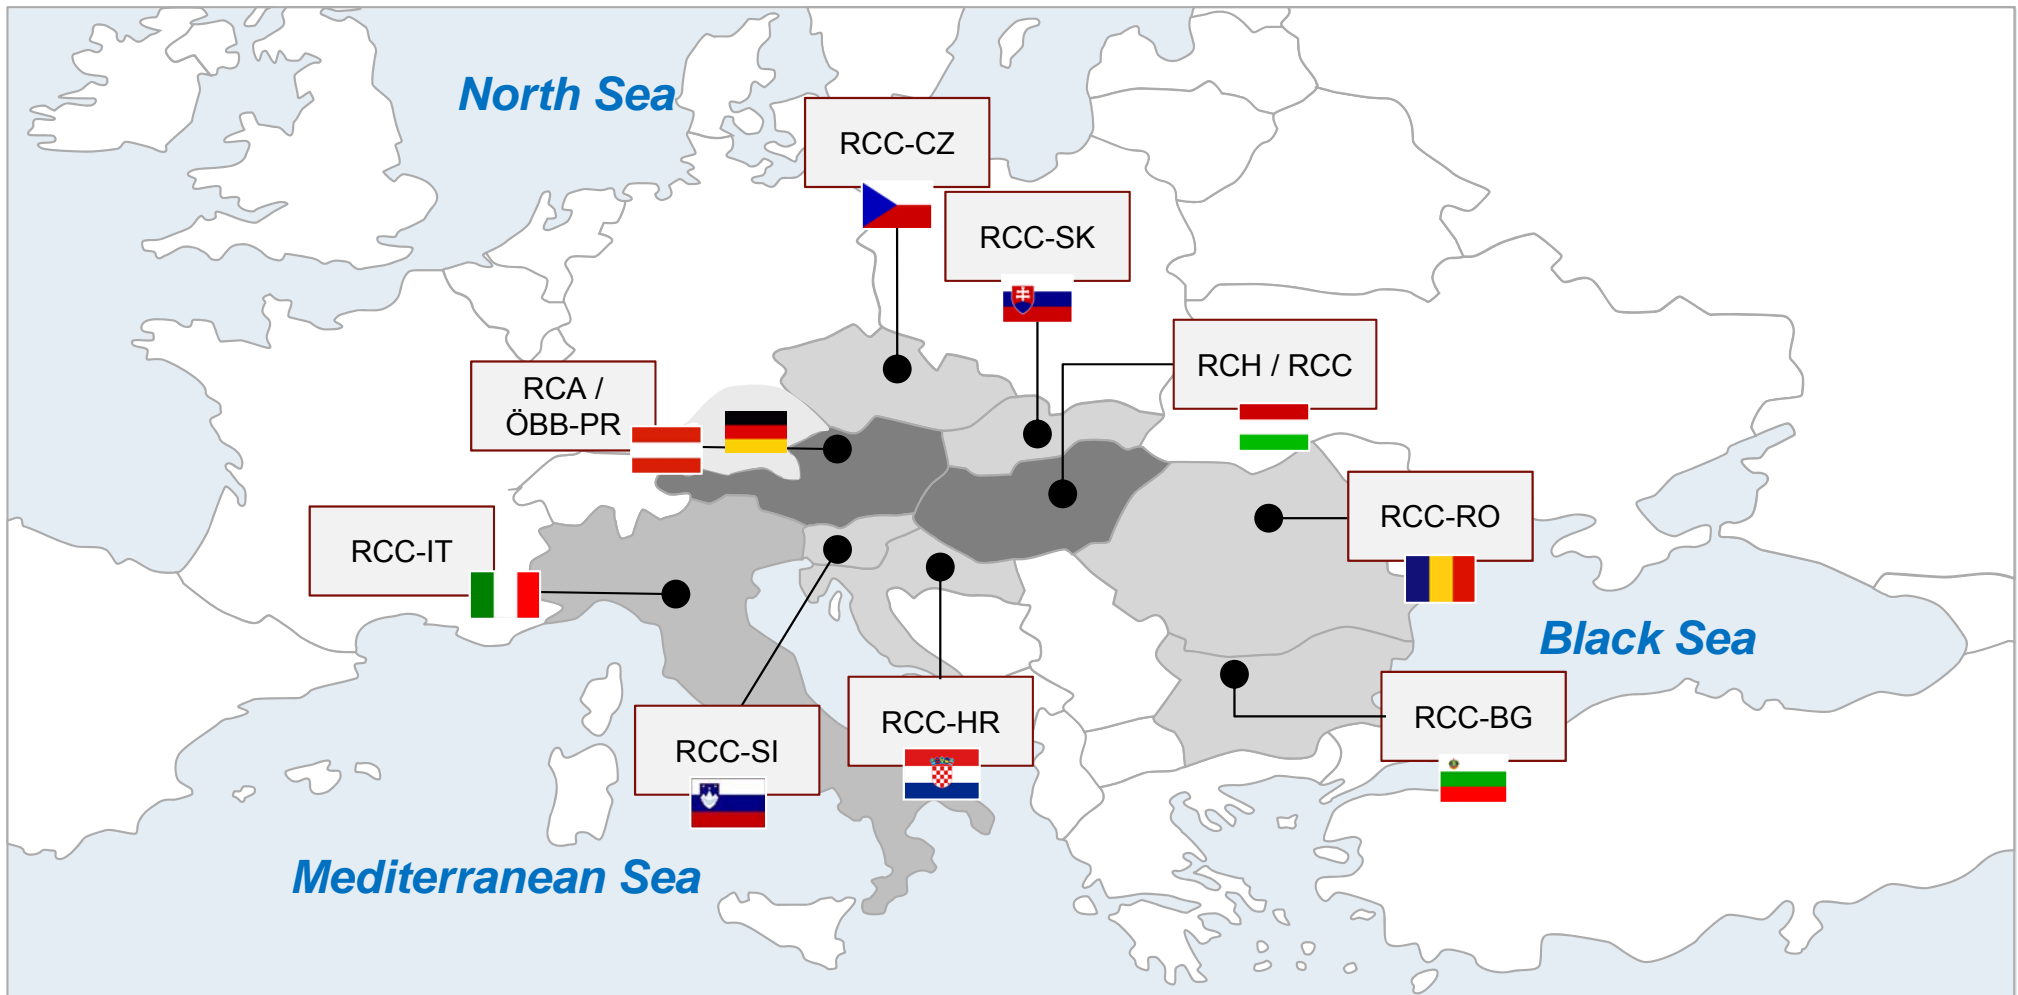 North Sea
RCC-CZ
RCC-SK
RCH / RCC
RCA /
ÖBB-PR
RCC-RO
RCC-IT
Black Sea
RCC-HR
RCC-BG
RCC-SI
Mediterranean Sea